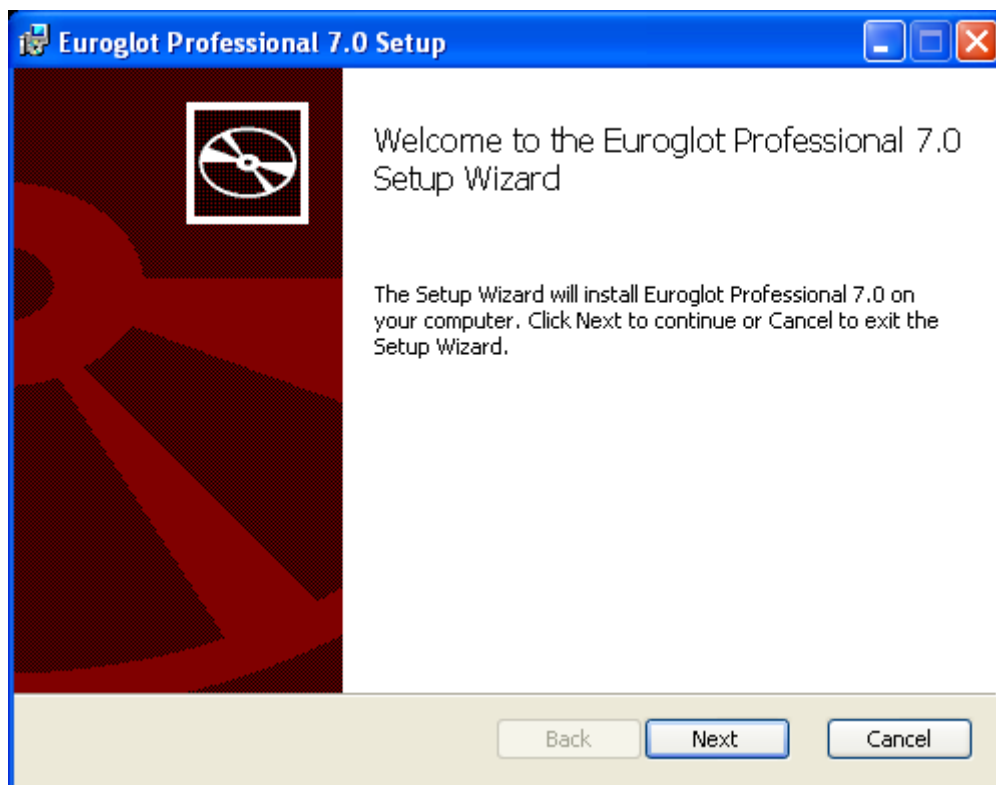 Euroglot Professional 7.0 Setup
Welcome to the Euroglot Professional 7.0
Setup Wizard
The Setup Wizard will install Euroglot Professional 7.0 on
your computer. Click Next to continue or Cancel to exit the
Setup Wizard.
Back Next Cancel